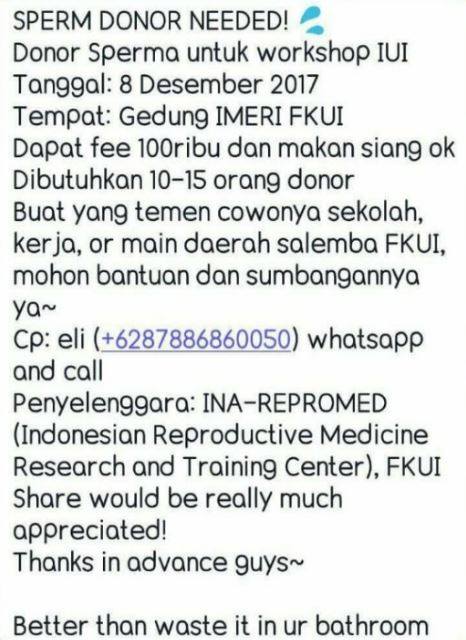 SPERM DONOR NEEDED! 💦
Donor Sperma untuk workshop IUI
Tanggal: 8 Desember 2017
Tempat: Gedung IMERI FKUI
Dapat fee 100ribu dan makan siang ok
Dibutuhkan 10-15 orang donor
Buat yang temen cowonya sekolah,
kerja, or main daerah salemba FKUI,
mohon bantuan dan sumbangannya
ya~
Cp: eli (+6287886860050) whatsapp
and call
Penyelenggara: INA-REPROMED
(Indonesian Reproductive Medicine
Research and Training Center), FKUI
Share would be really much
appreciated!
Thanks in advance guys~
Better than waste it in ur bathroom